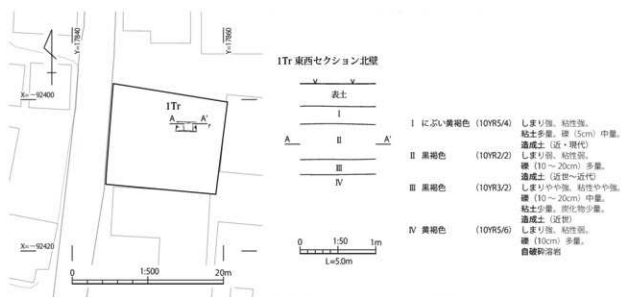 Y=17840
Y=17860
X=-92400
1Tr
A A'
X=-92420
0 1:500 20m
1Tr 東西セクション北壁
表土
I
A II A'
III
IV
0 1:50 1m
L=5.0m
I にぶい黄褐色 (10YR5/4) しまり強、粘性強。
粘土多量。礫(5cm)中量。
造成土(近・現代)
II 黒褐色 (10YR2/2) しまり弱、粘性弱。
礫(10~20cm)多量。
造成土(近世~近代)
III 黒褐色 (10YR3/2) しまりやや強、粘性やや強。
礫(10~20cm)中量。
粘土少量。炭化物少量。
造成土(近世)
IV 黄褐色 (10YR5/6) しまり強、粘性弱。
礫(10cm)多量。
自破砕溶岩